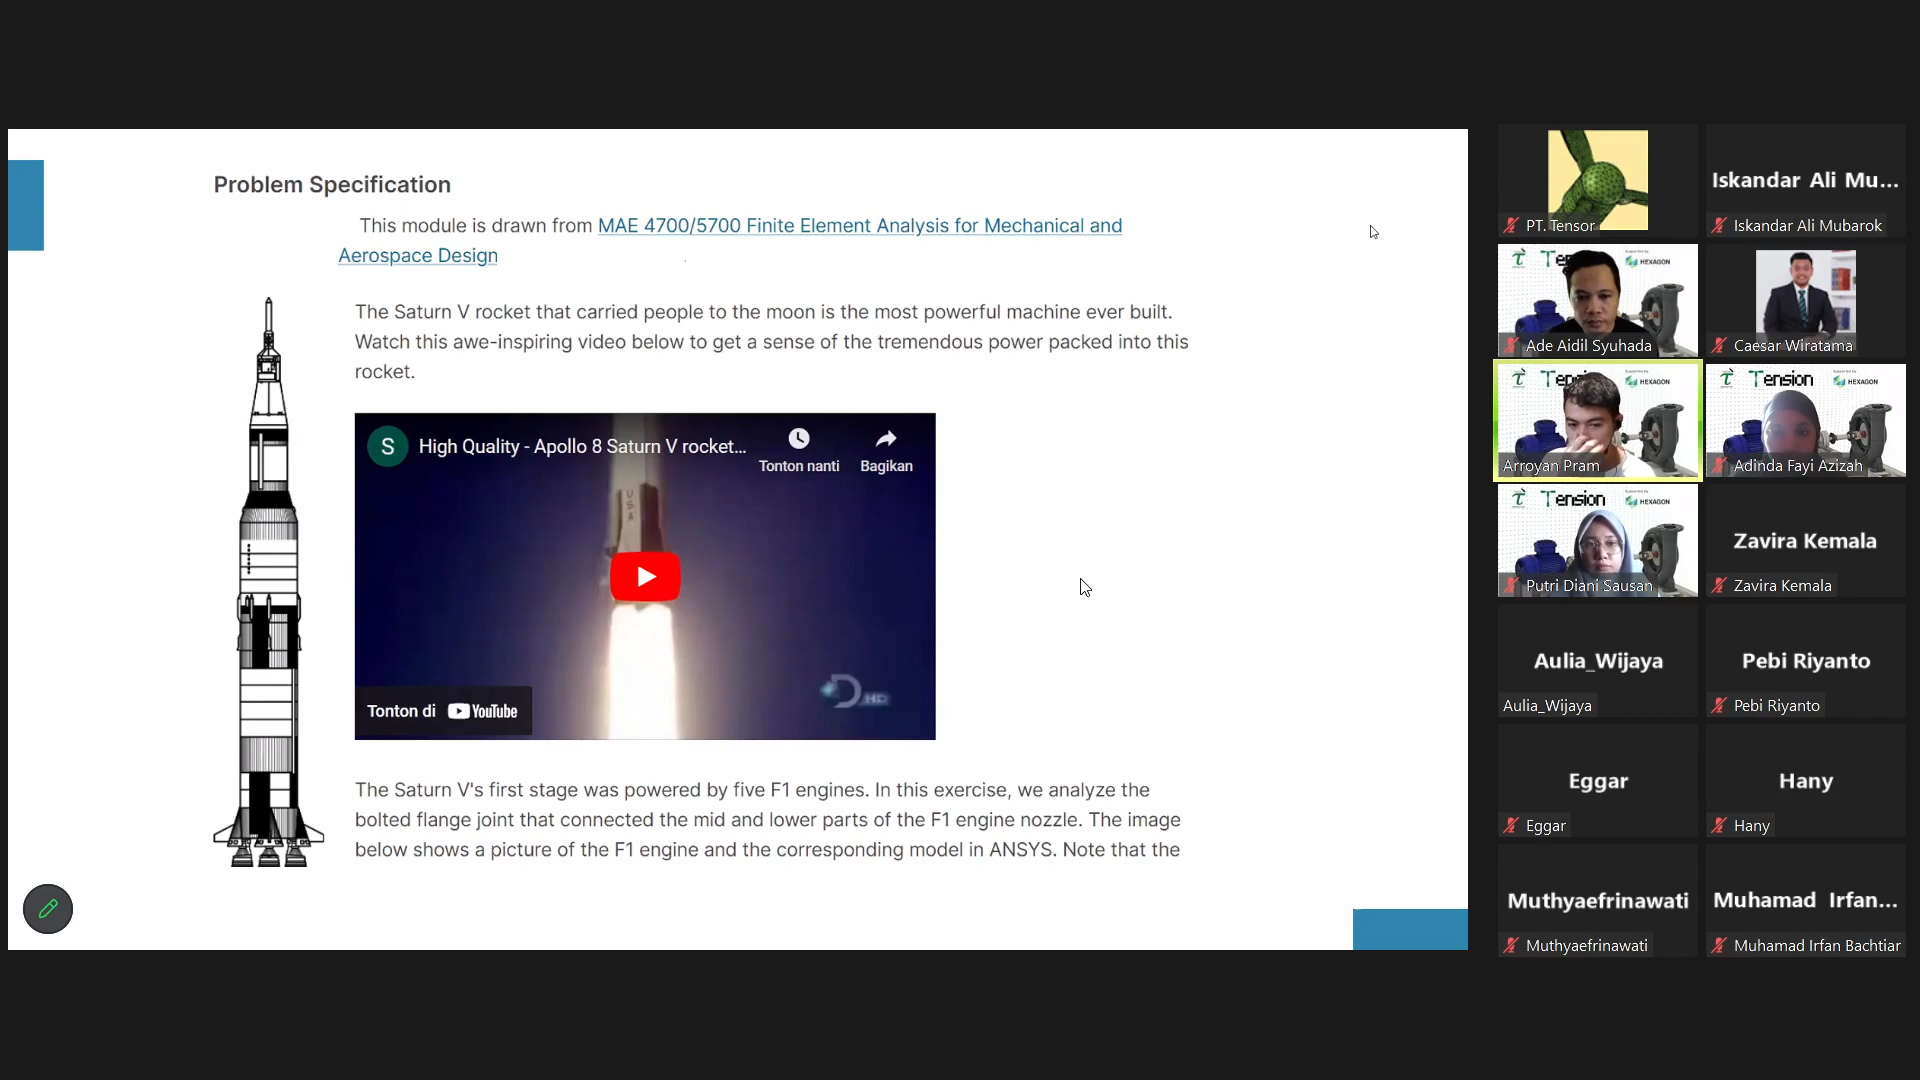 Problem Specification
This module is drawn from MAE 4700/5700 Finite Element Analysis for Mechanical and
Aerospace Design
The Saturn V rocket that carried people to the moon is the most powerful machine ever built.
Watch this awe-inspiring video below to get a sense of the tremendous power packed into this
rocket.
S
High Quality - Apollo 8 Saturn V rocket...
Tonton nanti
Bagikan
USA
D HD
Tonton di YouTube
The Saturn V's first stage was powered by five F1 engines. In this exercise, we analyze the
bolted flange joint that connected the mid and lower parts of the F1 engine nozzle. The image
below shows a picture of the F1 engine and the corresponding model in ANSYS. Note that the
PT. Tensor
Iskandar Ali Mu...
Iskandar Ali Mubarok
HEXAGON
Ade Aidil Syuhada
Caesar Wiratama
HEXAGON
Arroyan Pram
Tension
HEXAGON
Adinda Fayi Azizah
Tension
HEXAGON
Putri Diani Sausan
Zavira Kemala
Zavira Kemala
Aulia_Wijaya
Aulia_Wijaya
Pebi Riyanto
Pebi Riyanto
Eggar
Eggar
Hany
Hany
Muthyaefrinawati
Muthyaefrinawati
Muhamad Irfan...
Muhamad Irfan Bachtiar